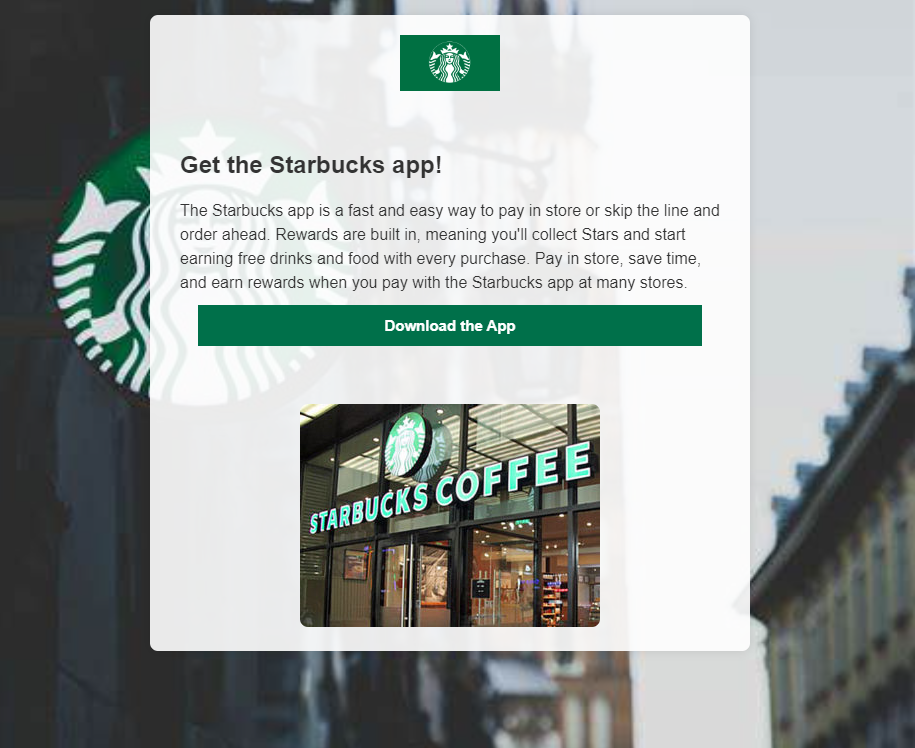 Get the Starbucks app!
The Starbucks app is a fast and easy way to pay in store or skip the line and
order ahead. Rewards are built in, meaning you'll collect Stars and start
earning free drinks and food with every purchase. Pay in store, save time,
and earn rewards when you pay with the Starbucks app at many stores.
Download the App
STARBUCKS COFFEE